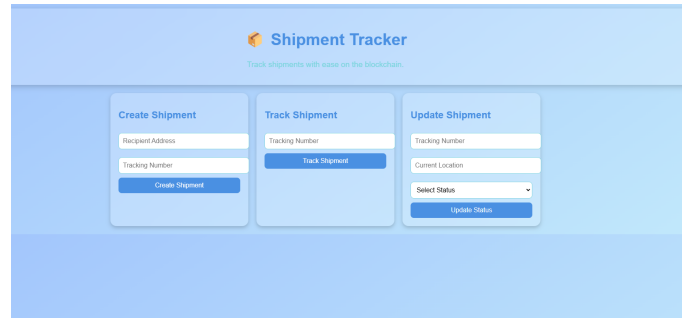 Shipment Tracker
Track shipments with ease on the blockchain.
Create Shipment
Recipient Address
Tracking Number
Create Shipment
Track Shipment
Tracking Number
Track Shipment
Update Shipment
Tracking Number
Current Location
Select Status
Update Status